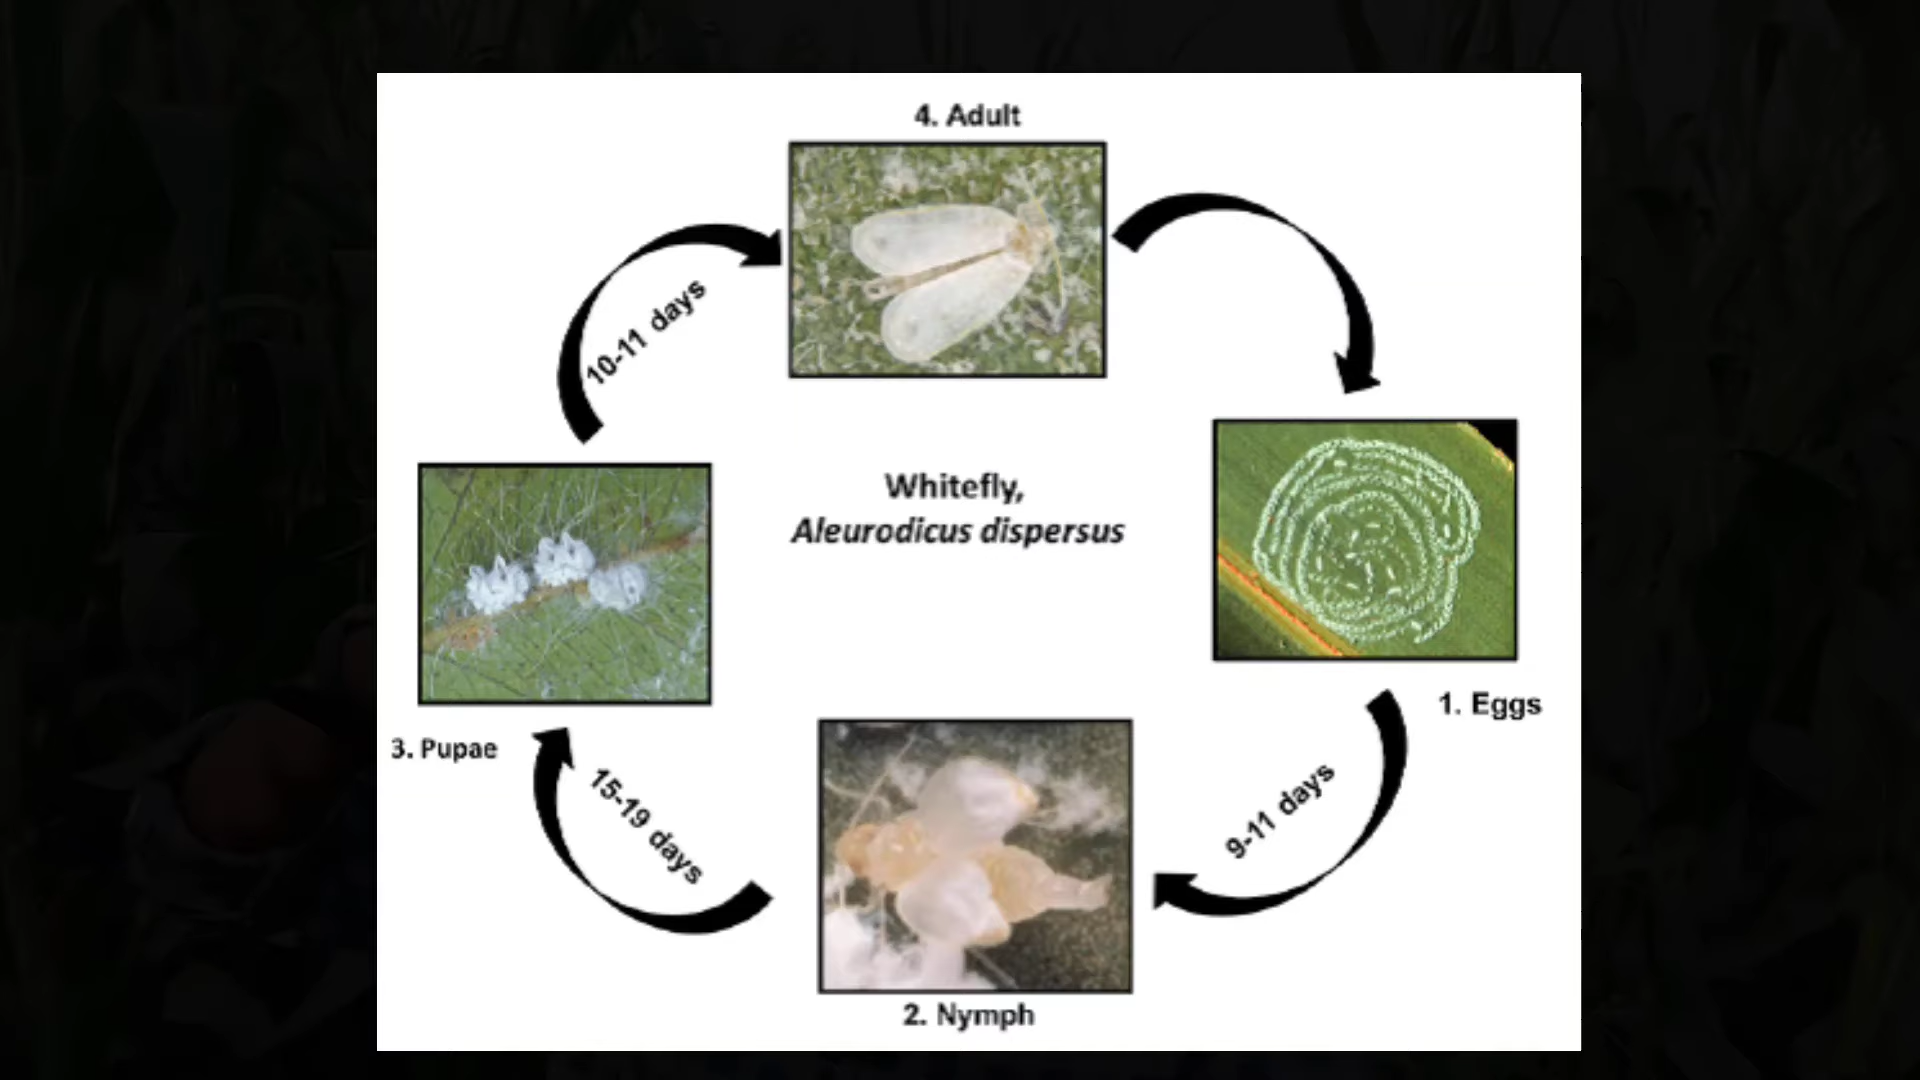 4. Adult
10-11 days
Whitefly,
Aleurodicus dispersus
1. Eggs
3. Pupae
15-19 days
9-11 days
2. Nymph